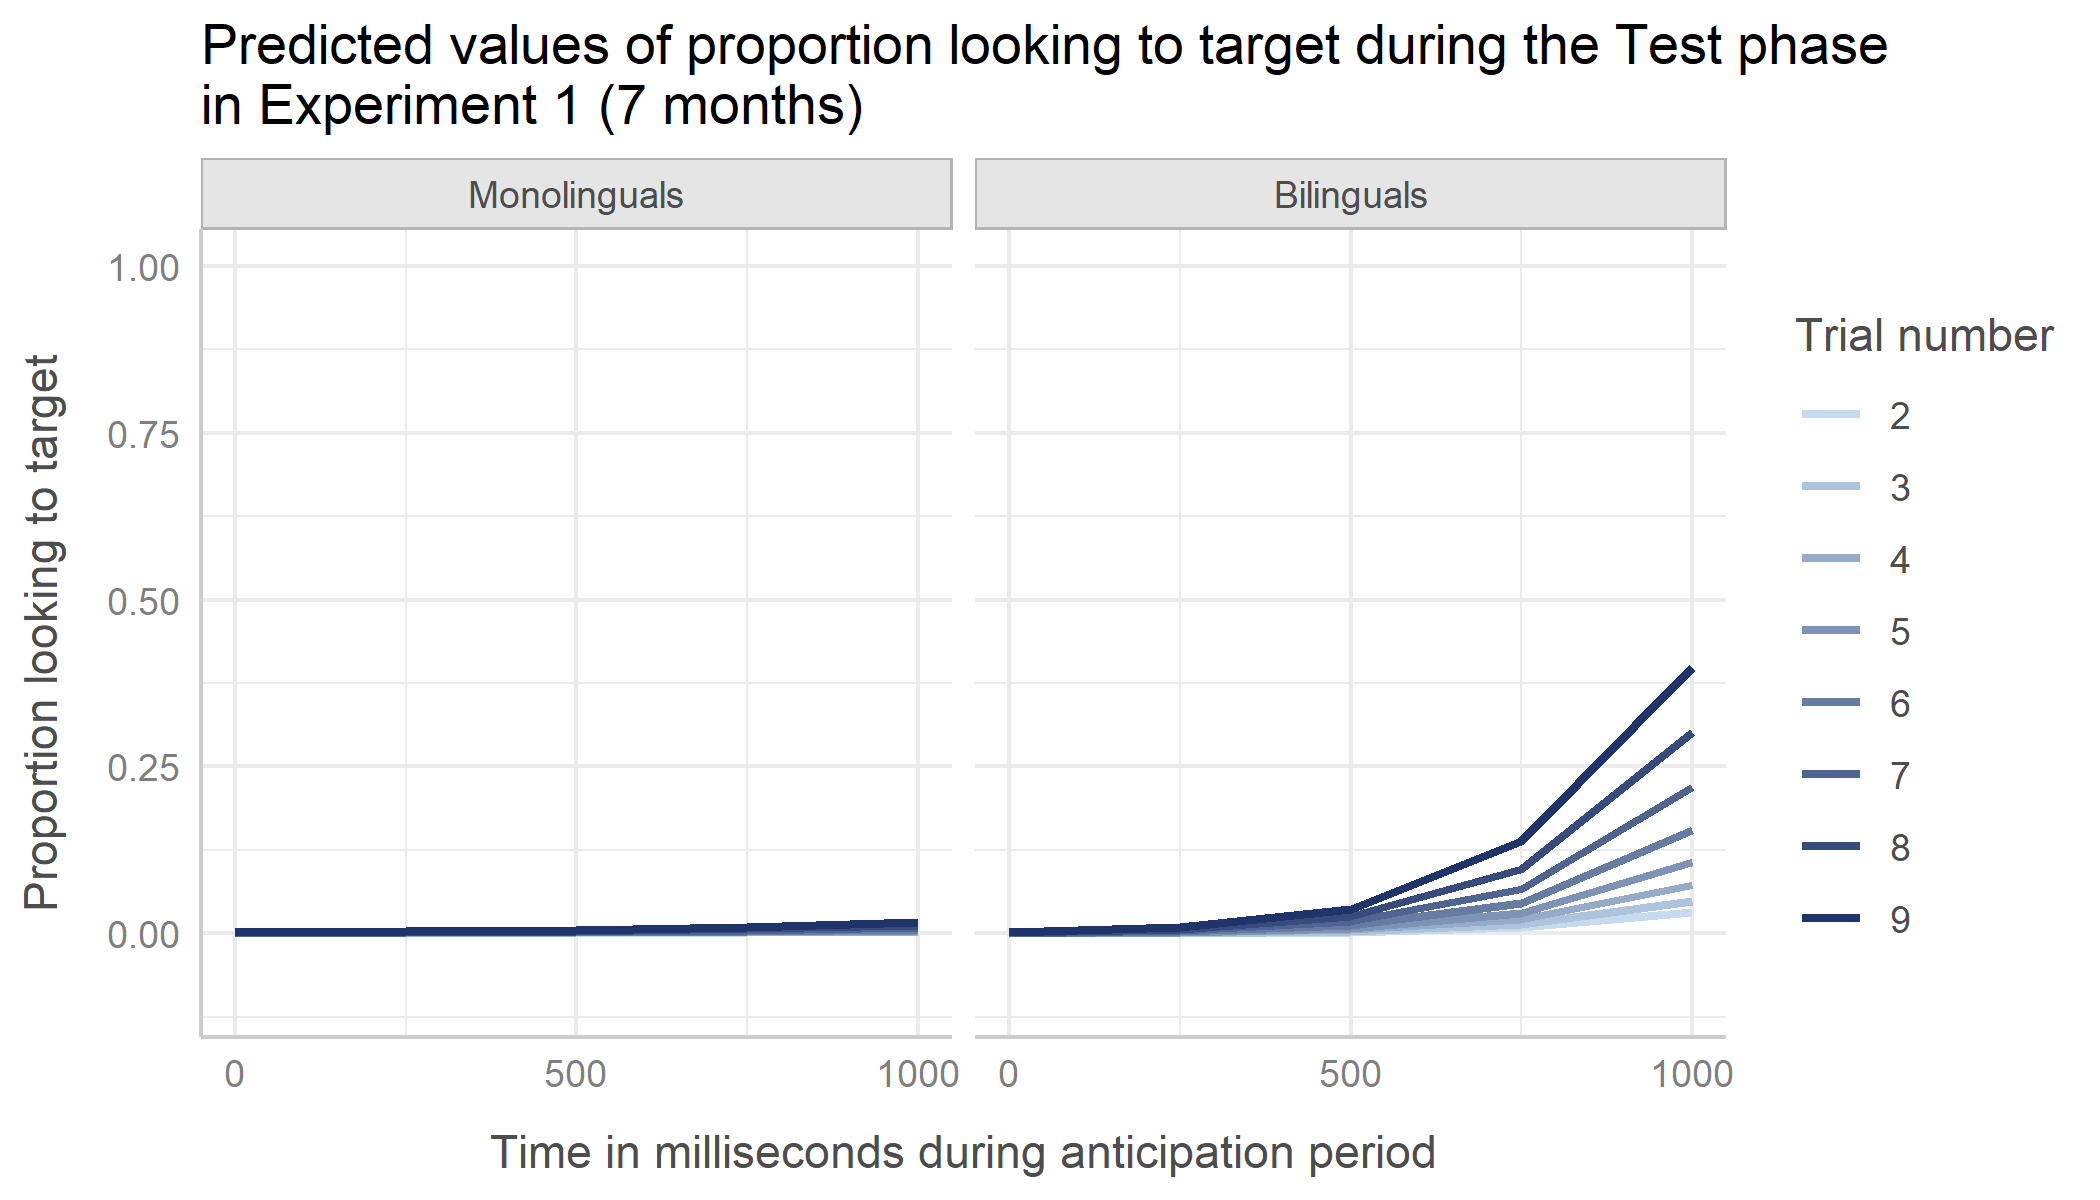 Predicted values of proportion looking to target during the Test phase
in Experiment 1 (7 months)
Monolinguals
Bilinguals
Proportion looking to target
1.00
0.75
0.50
0.25
0.00
0
500
1000
0
500
1000
Time in milliseconds during anticipation period
Trial number
2
3
4
5
6
7
8
9